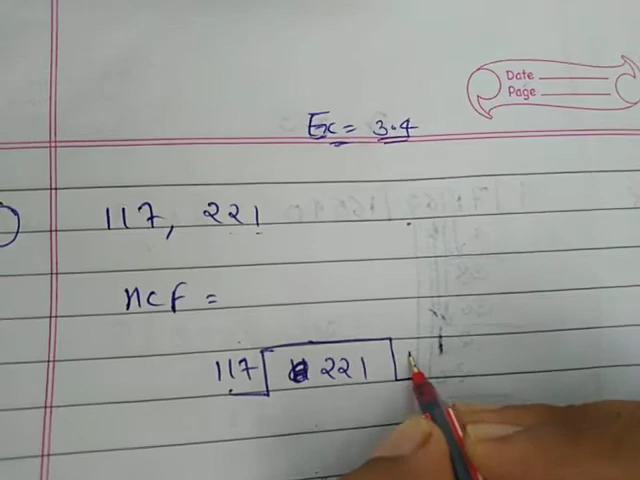 Date
Page
Ex = 3.4
117, 221
HCF =
117 221